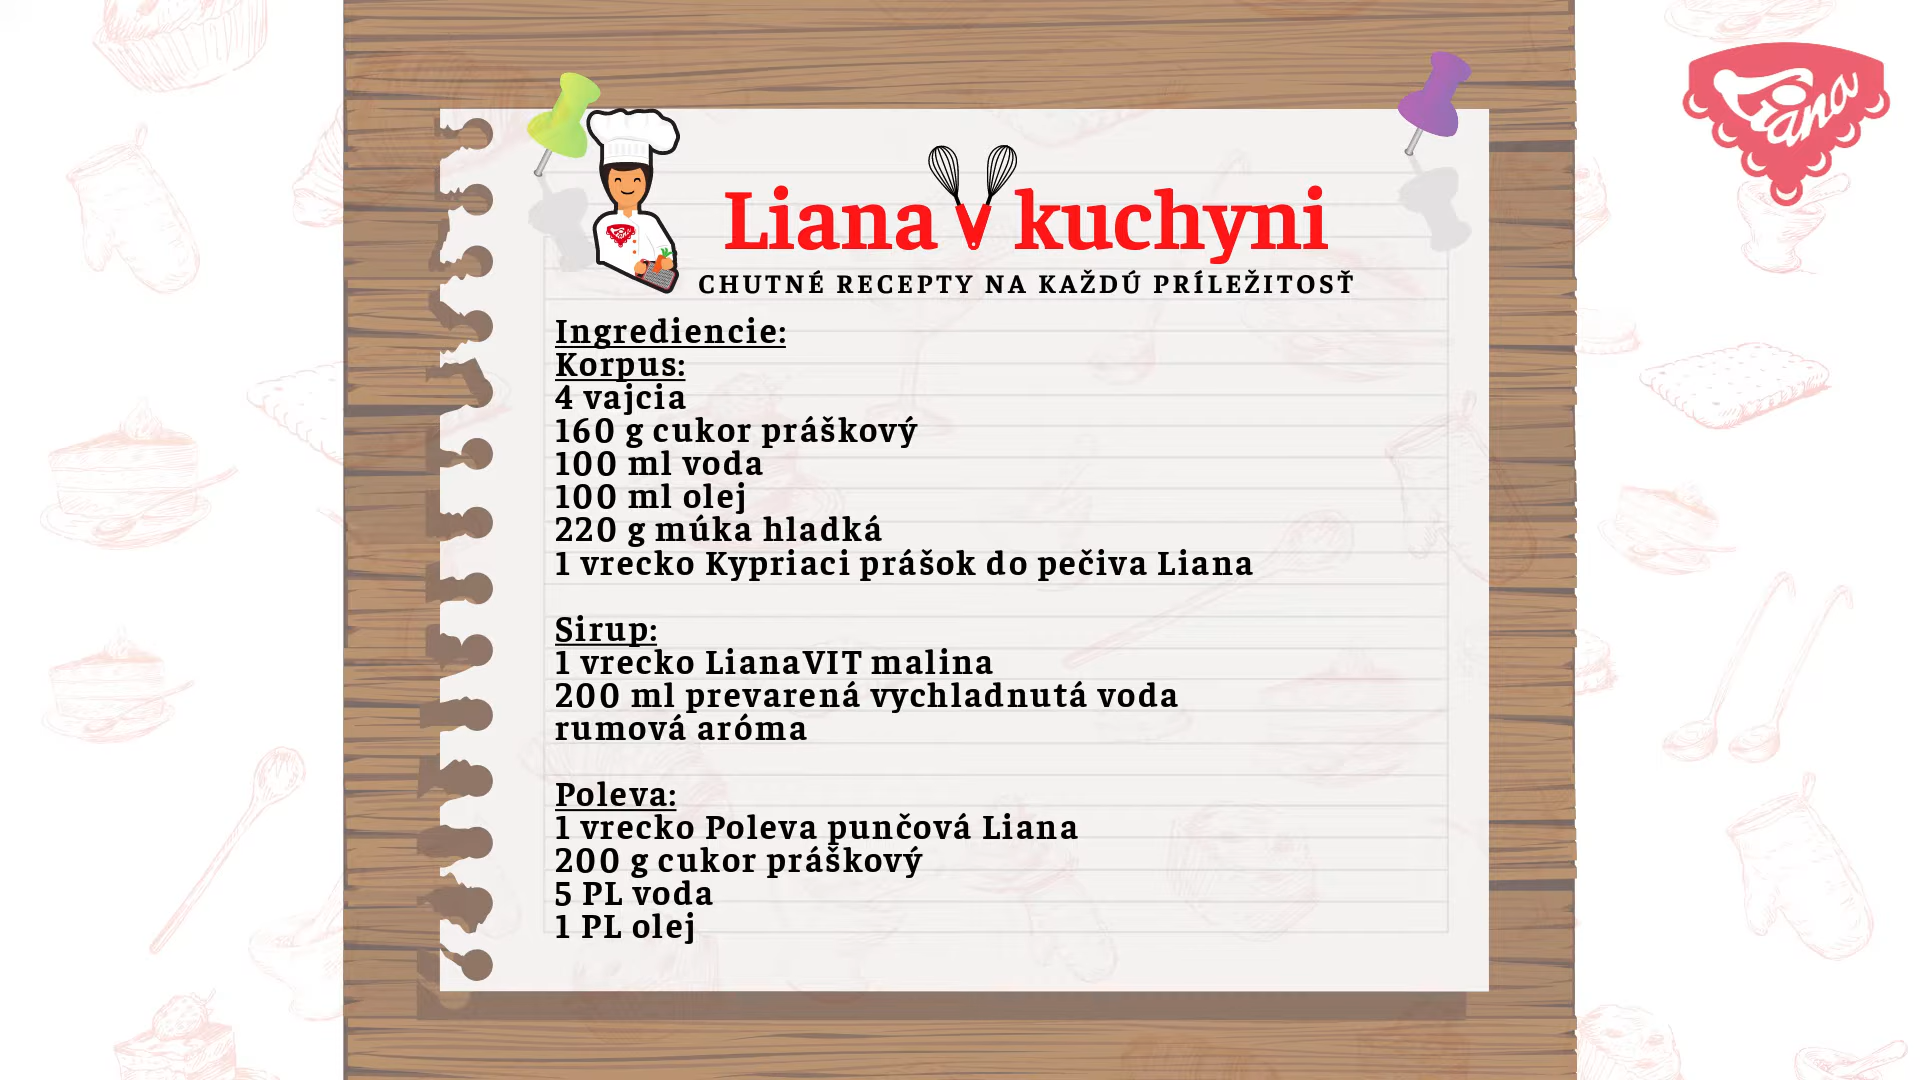 Liana v kuchyni
CHUTNÉ RECEPTY NA KAŽDÚ PRÍLEŽITOSŤ
Ingrediencie:
Korpus:
4 vajcia
160 g cukor práškový
100 ml voda
100 ml olej
220 g múka hladká
1 vrecko Kypriaci prášok do pečiva Liana
Sirup:
1 vrecko LianaVIT malina
200 ml prevarená vychladnutá voda
rumová aróma
Poleva:
1 vrecko Poleva punčová Liana
200 g cukor práškový
5 PL voda
1 PL olej
Liana